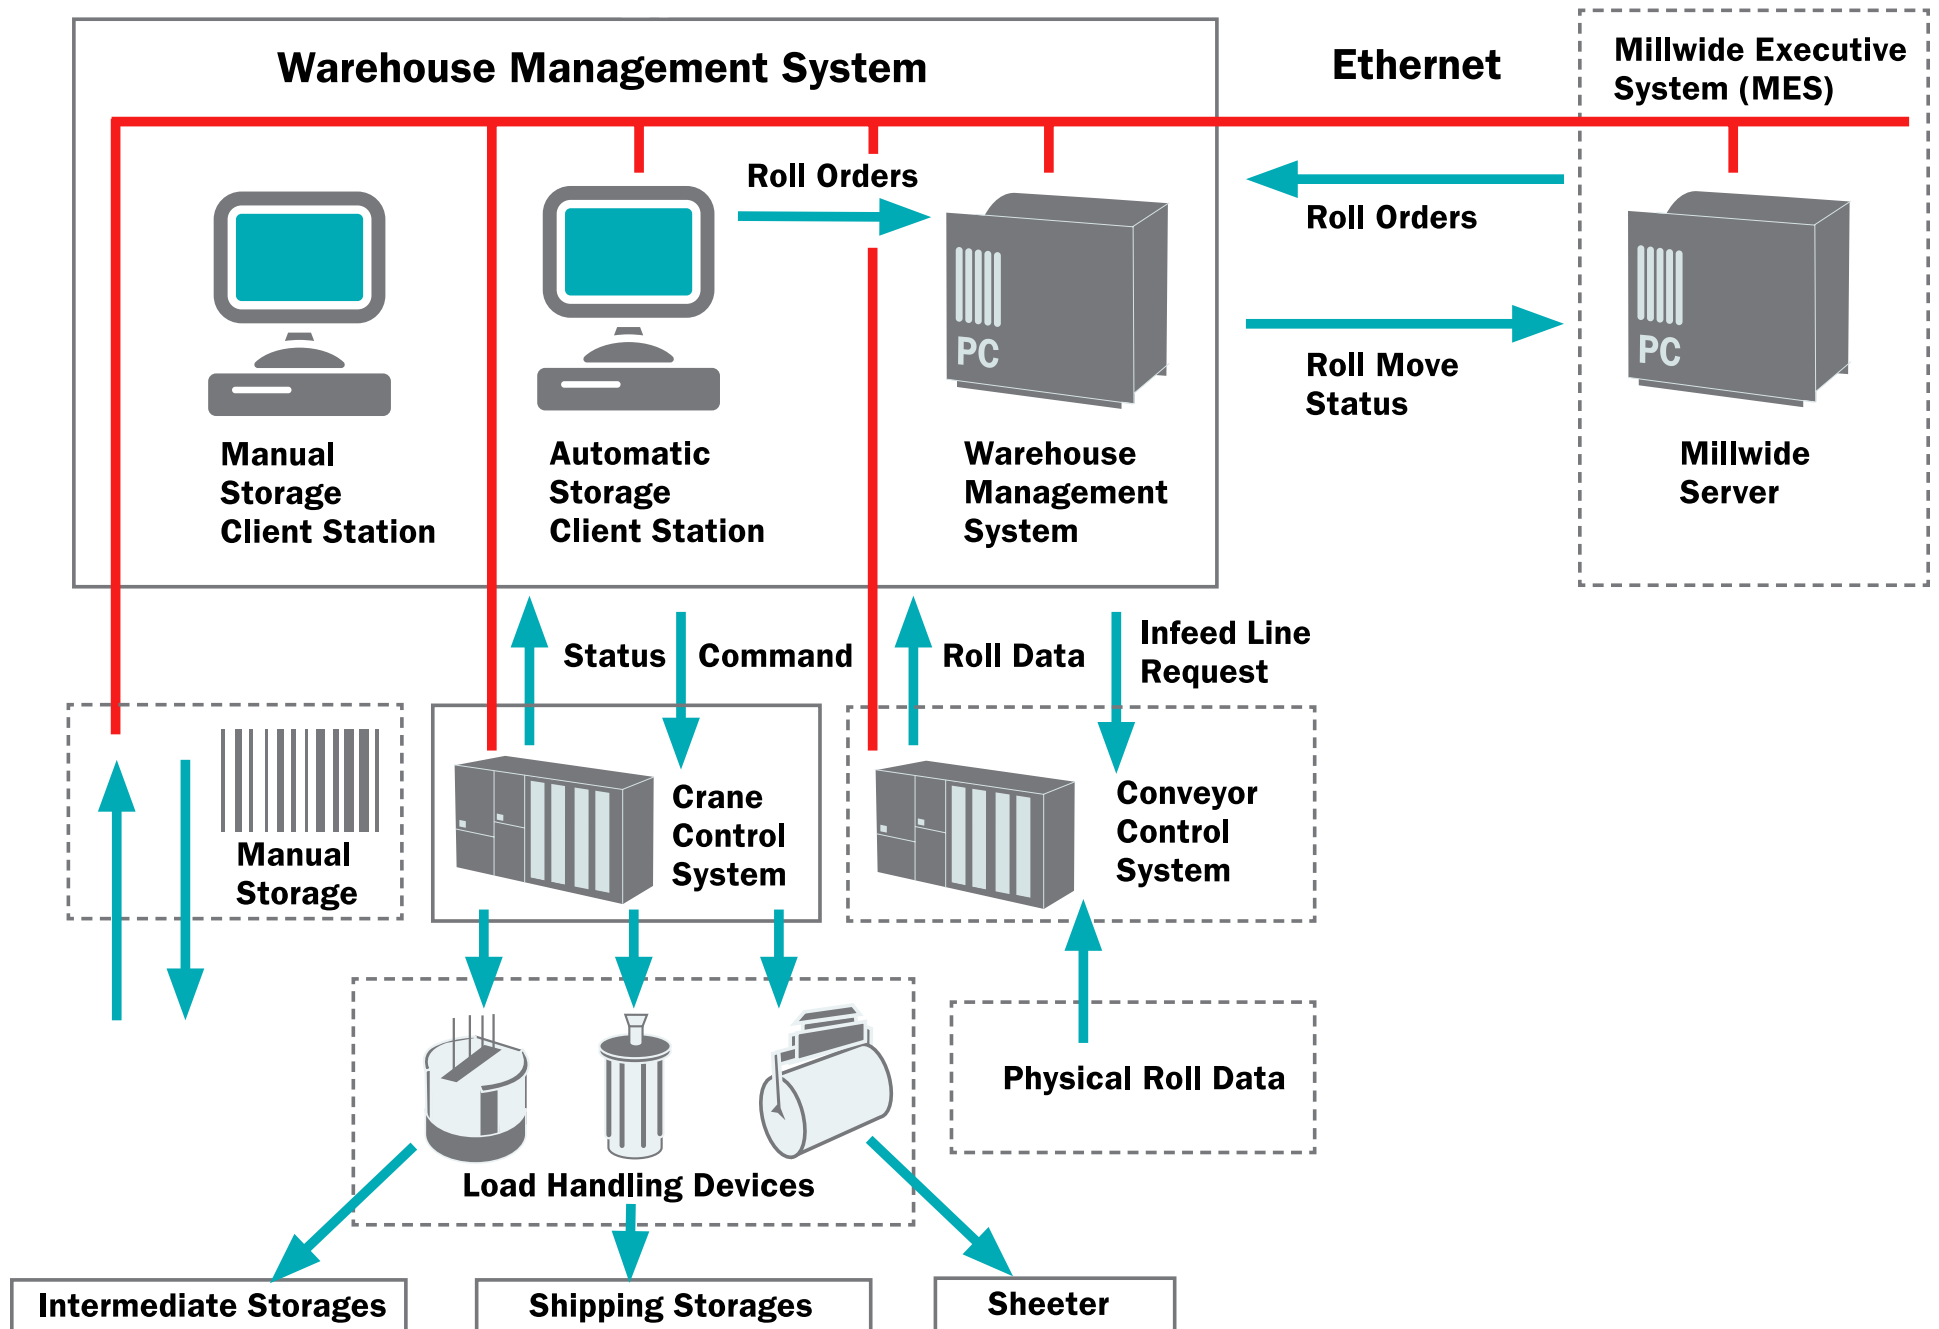 Warehouse Management System
Ethernet
Millwide Executive
System (MES)
Roll Orders
Roll Orders
PC
PC
Roll Move
Status
Manual
Storage
Client Station
Automatic
Storage
Client Station
Warehouse
Management
System
Millwide
Server
Status
Command
Roll Data
Infeed Line
Request
Manual
Storage
Crane
Control
System
Conveyor
Control
System
Physical Roll Data
Load Handling Devices
Intermediate Storages
Shipping Storages
Sheeter